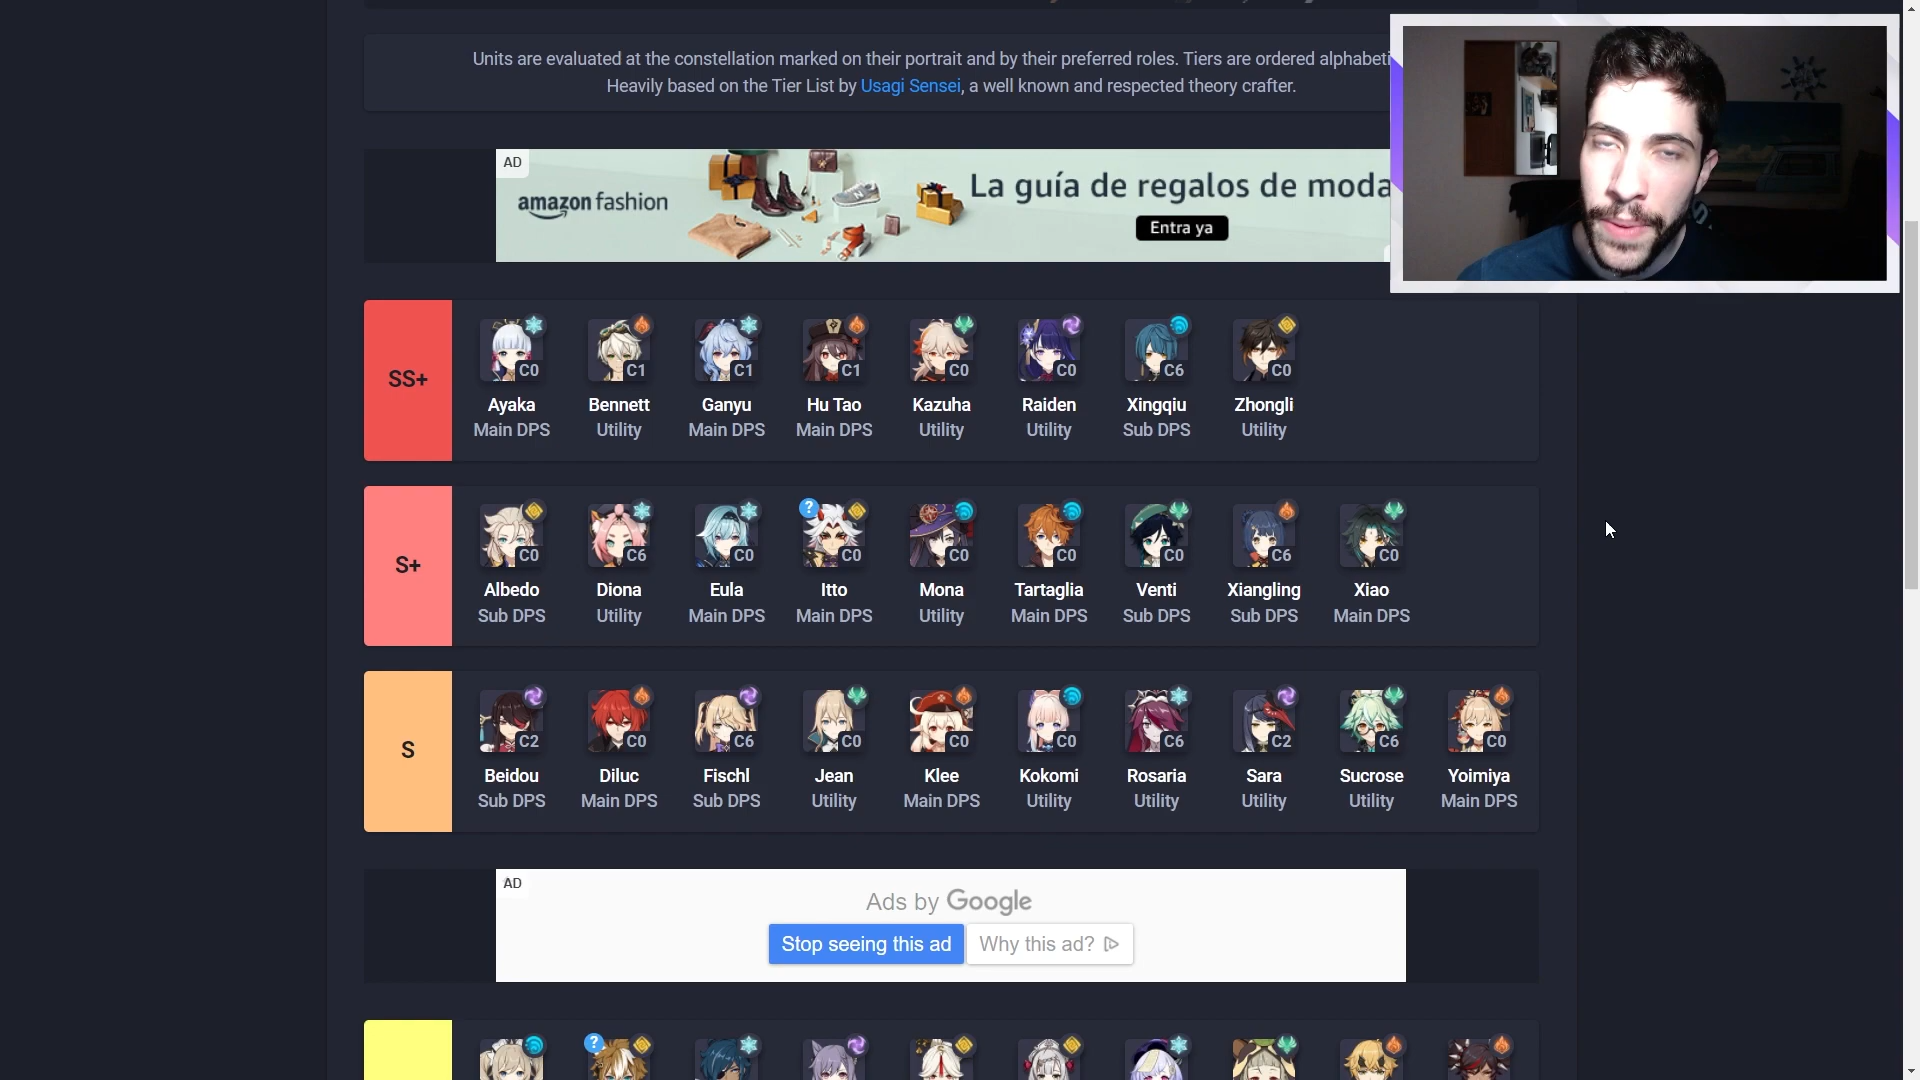 Units are evaluated at the constellation marked on their portrait and by their preferred roles. Tiers are ordered alphabeti
Heavily based on the Tier List by Usagi Sensei, a well known and respected theory crafter.
AD
amazon fashion
La guía de regalos de moda
Entra ya
SS+
C0 C1 C1 C1 C0 C0 C6 C0
Ayaka Bennett Ganyu Hu Tao Kazuha Raiden Xingqiu Zhongli
Main DPS Utility Main DPS Main DPS Utility Utility Sub DPS Utility
S+
?
C0 C6 C0 C0 C0 C0 C0 C6 C0
Albedo Diona Eula Itto Mona Tartaglia Venti Xiangling Xiao
Sub DPS Utility Main DPS Main DPS Utility Main DPS Sub DPS Sub DPS Main DPS
S
C2 C0 C6 C0 C0 C0 C6 C2 C6 C0
Beidou Diluc Fischl Jean Klee Kokomi Rosaria Sara Sucrose Yoimiya
Sub DPS Main DPS Sub DPS Utility Main DPS Utility Utility Utility Utility Main DPS
AD
Ads by Google
Stop seeing this ad Why this ad?
?